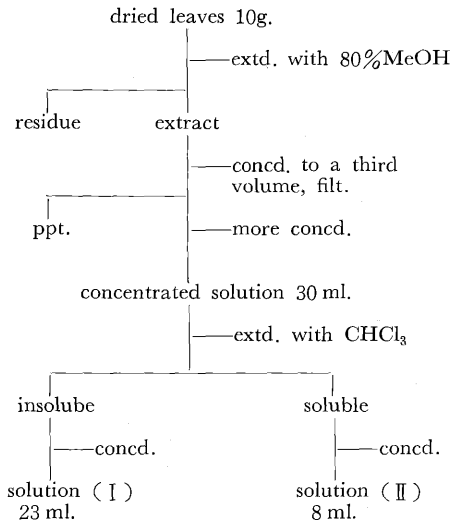 dried leaves 10g.
extd. with 80%MeOH
residue
extract
concd. to a third
volume, filt.
ppt.
more concd.
concentrated solution 30 ml.
extd. with CHCl₃
insolube
soluble
concd.
concd.
solution (Ⅰ)
23 ml.
solution (Ⅱ)
8 ml.